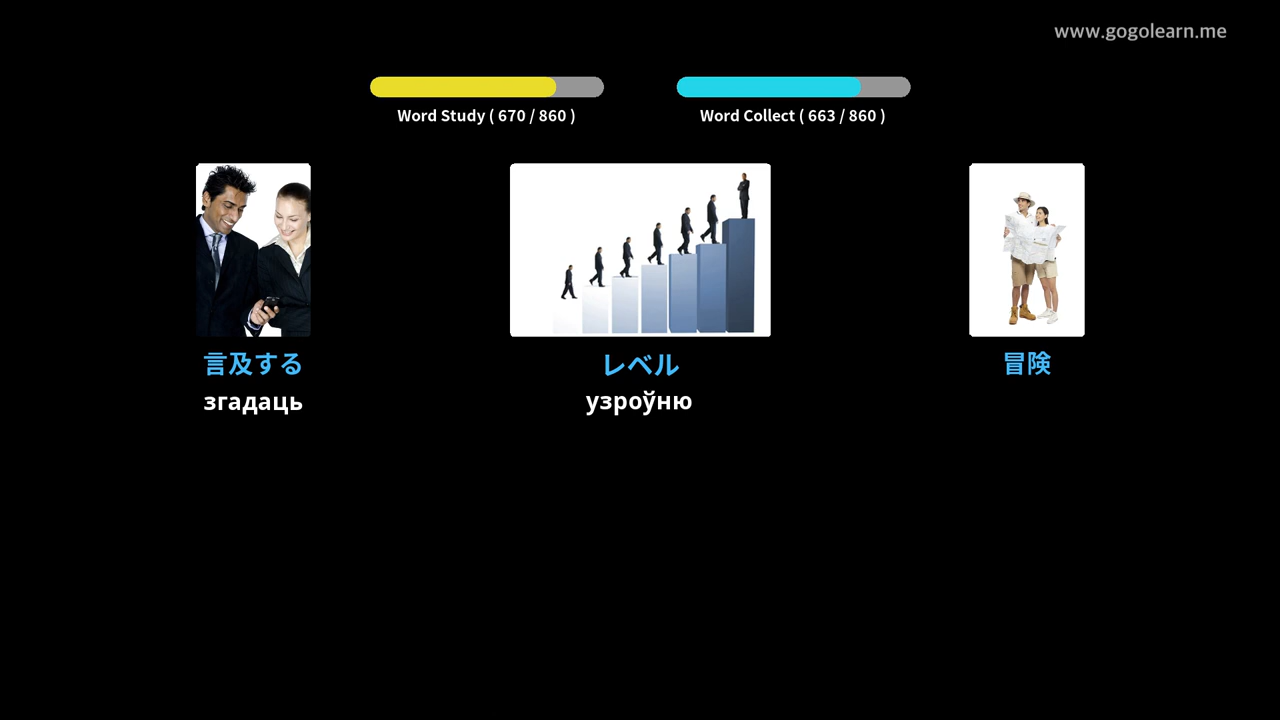 www.gogolearn.me
Word Study ( 670 / 860 )
Word Collect ( 663 / 860 )
言及する
レベル
冒険
згадаць
узроўню